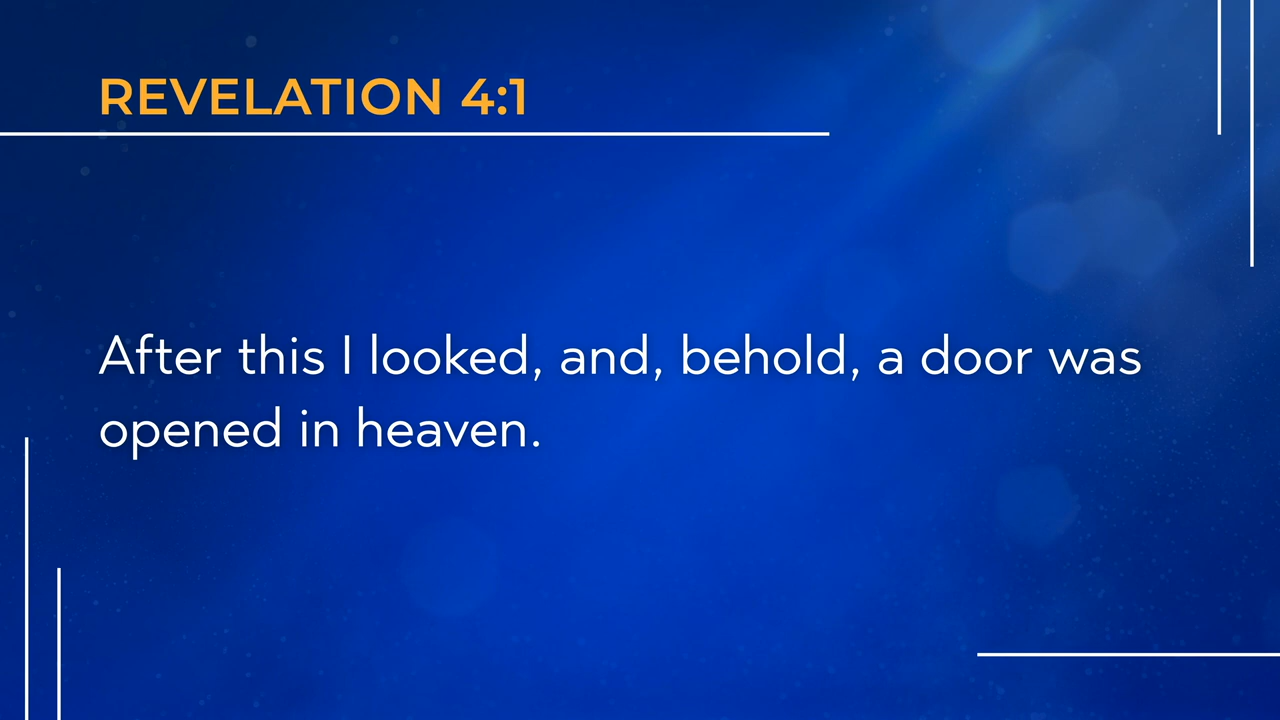 REVELATION 4:1
After this I looked, and, behold, a door was
opened in heaven.